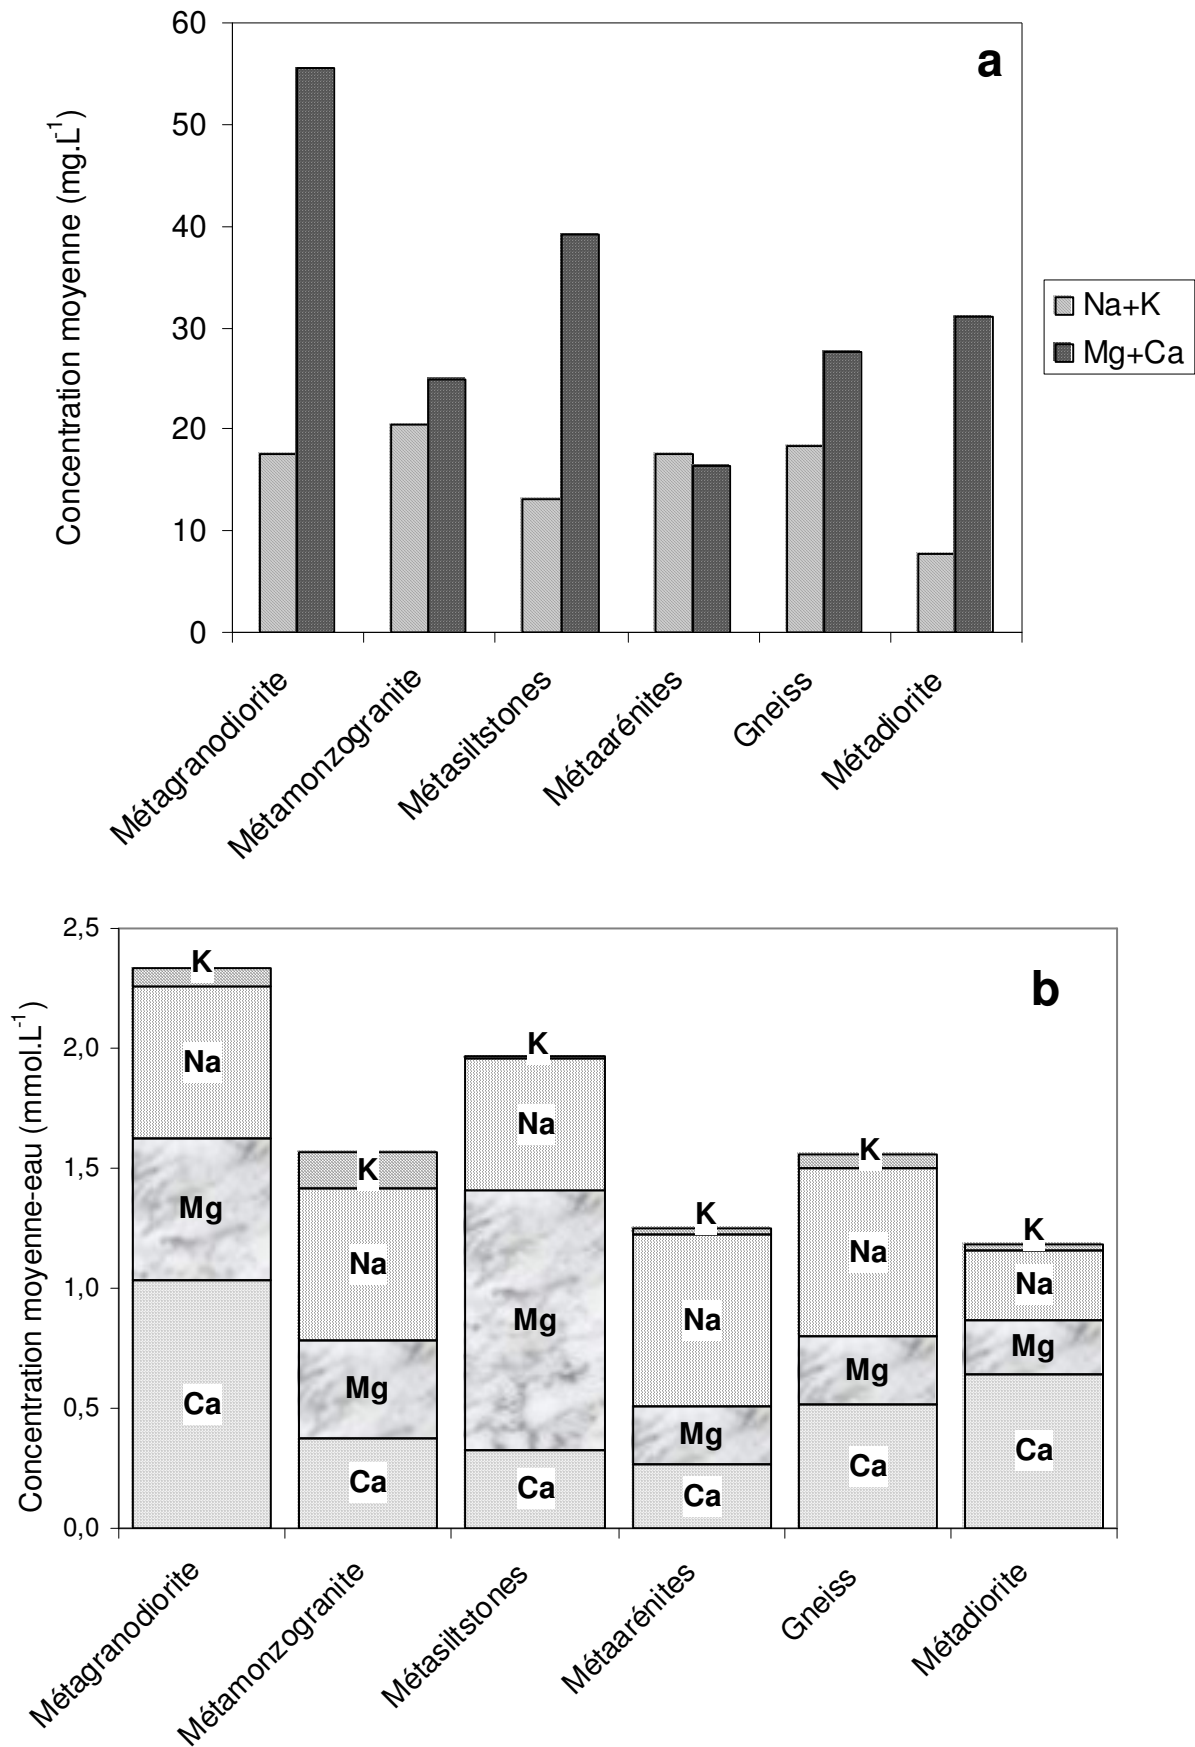 a
60
50
40
30
20
10
0
Concentration moyenne (mg.L-1)
Na+K
Mg+Ca
Métagranodiorite
Métamonzogranite
Métasiltstones
Métaarénites
Gneiss
Métadiorite
b
2,5
2,0
1,5
1,0
0,5
0,0
Concentration moyenne-eau (mmol.L-1)
K
Na
Mg
Ca
K
Na
Mg
Ca
K
Na
Mg
Ca
K
Na
Mg
Ca
K
Na
Mg
Ca
K
Na
Mg
Ca
Métagranodiorite
Métamonzogranite
Métasiltstones
Métaarénites
Gneiss
Métadiorite